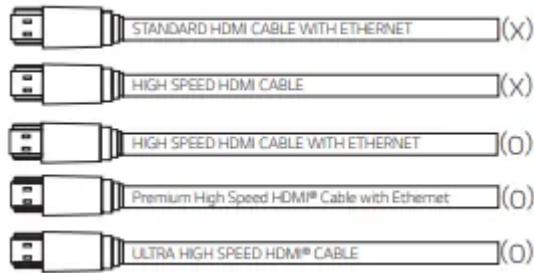 STANDARD HDMI CABLE WITH ETHERNET (X)
HIGH SPEED HDMI CABLE (X)
HIGH SPEED HDMI CABLE WITH ETHERNET (O)
Premium High Speed HDMI® Cable with Ethernet (O)
ULTRA HIGH SPEED HDMI® CABLE (O)